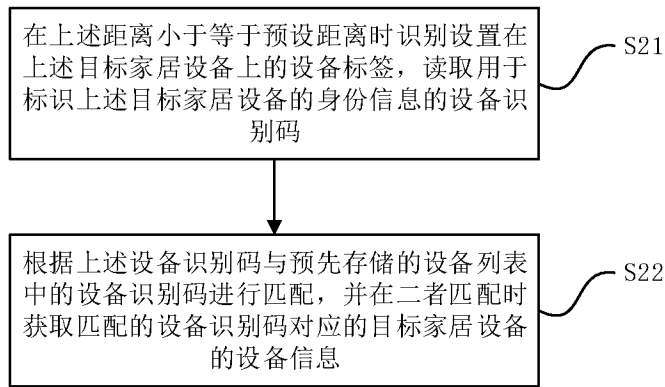 在上述距离小于等于预设距离时识别设置在
上述目标家居设备上的设备标签，读取用于
标识上述目标家居设备的身份信息的设备识
别码
S21
根据上述设备识别码与预先存储的设备列表
中的设备识别码进行匹配，并在二者匹配时
获取匹配的设备识别码对应的目标家居设备
的设备信息
S22